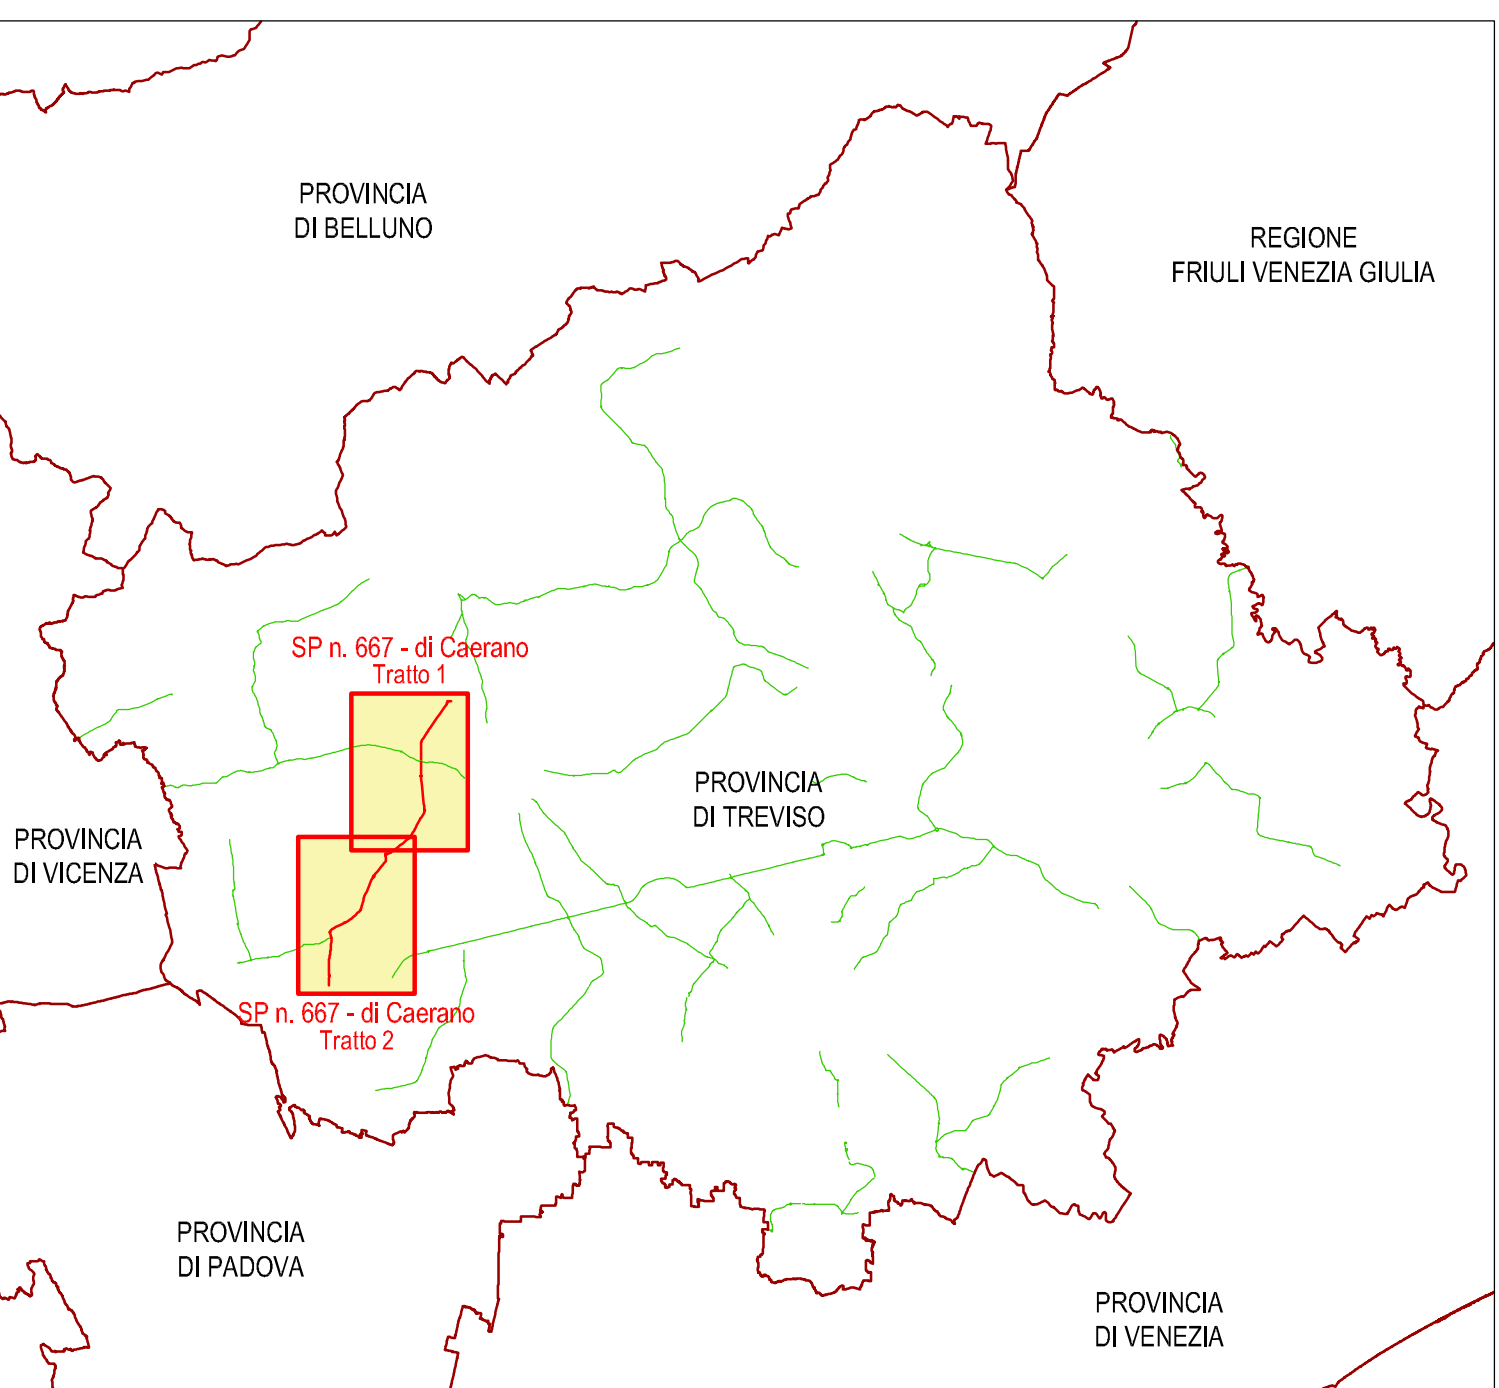 PROVINCIA
DI BELLUNO
REGIONE
FRIULI VENEZIA GIULIA
SP n. 667 - di Caerano
Tratto 1
PROVINCIA
DI TREVISO
PROVINCIA
DI VICENZA
SP n. 667 - di Caerano
Tratto 2
PROVINCIA
DI PADOVA
PROVINCIA
DI VENEZIA